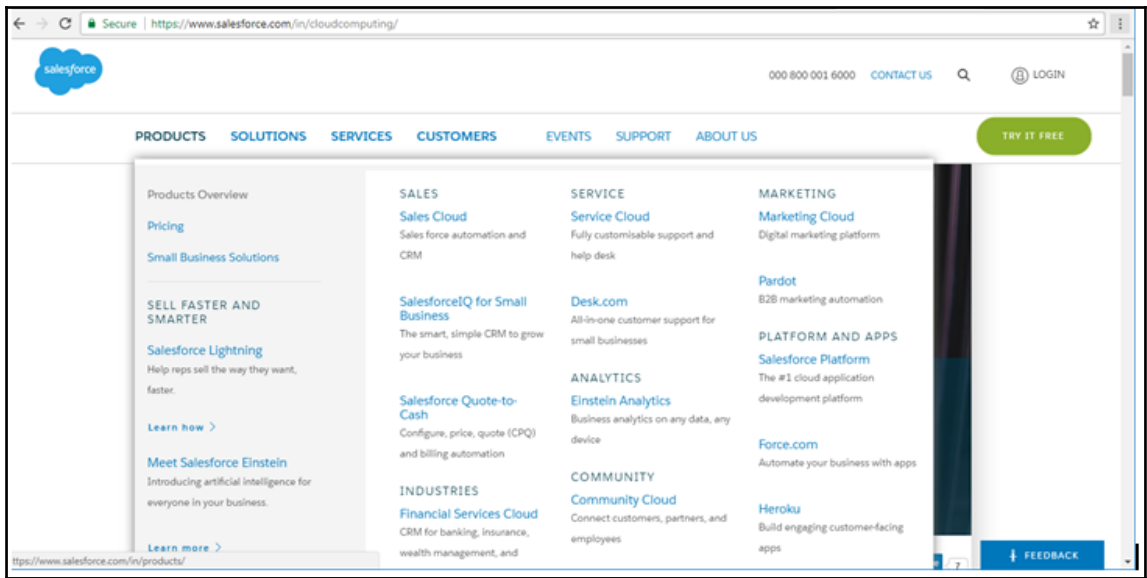 Secure | https://www.salesforce.com/in/cloudcomputing/
salesforce
000 800 001 6000 CONTACT US LOGIN
PRODUCTS SOLUTIONS SERVICES CUSTOMERS EVENTS SUPPORT ABOUT US TRY IT FREE
Products Overview
Pricing
Small Business Solutions
SELL FASTER AND
SMARTER
Salesforce Lightning
Help reps sell the way they want,
faster.
Learn how >
Meet Salesforce Einstein
Introducing artificial intelligence for
everyone in your business.
Learn more >
SALES
Sales Cloud
Sales force automation and
CRM
SalesforceIQ for Small
Business
The smart, simple CRM to grow
your business
Salesforce Quote-to-
Cash
Configure, price, quote (CPQ)
and billing automation
INDUSTRIES
Financial Services Cloud
CRM for banking, insurance,
wealth management, and
SERVICE
Service Cloud
Fully customisable support and
help desk
Desk.com
All-in-one customer support for
small businesses
ANALYTICS
Einstein Analytics
Business analytics on any data, any
device
COMMUNITY
Community Cloud
Connect customers, partners, and
employees
MARKETING
Marketing Cloud
Digital marketing platform
Pardot
B2B marketing automation
PLATFORM AND APPS
Salesforce Platform
The #1 cloud application
development platform
Force.com
Automate your business with apps
Heroku
Build engaging customer-facing
apps
7
FEEDBACK
ttps://www.salesforce.com/in/products/